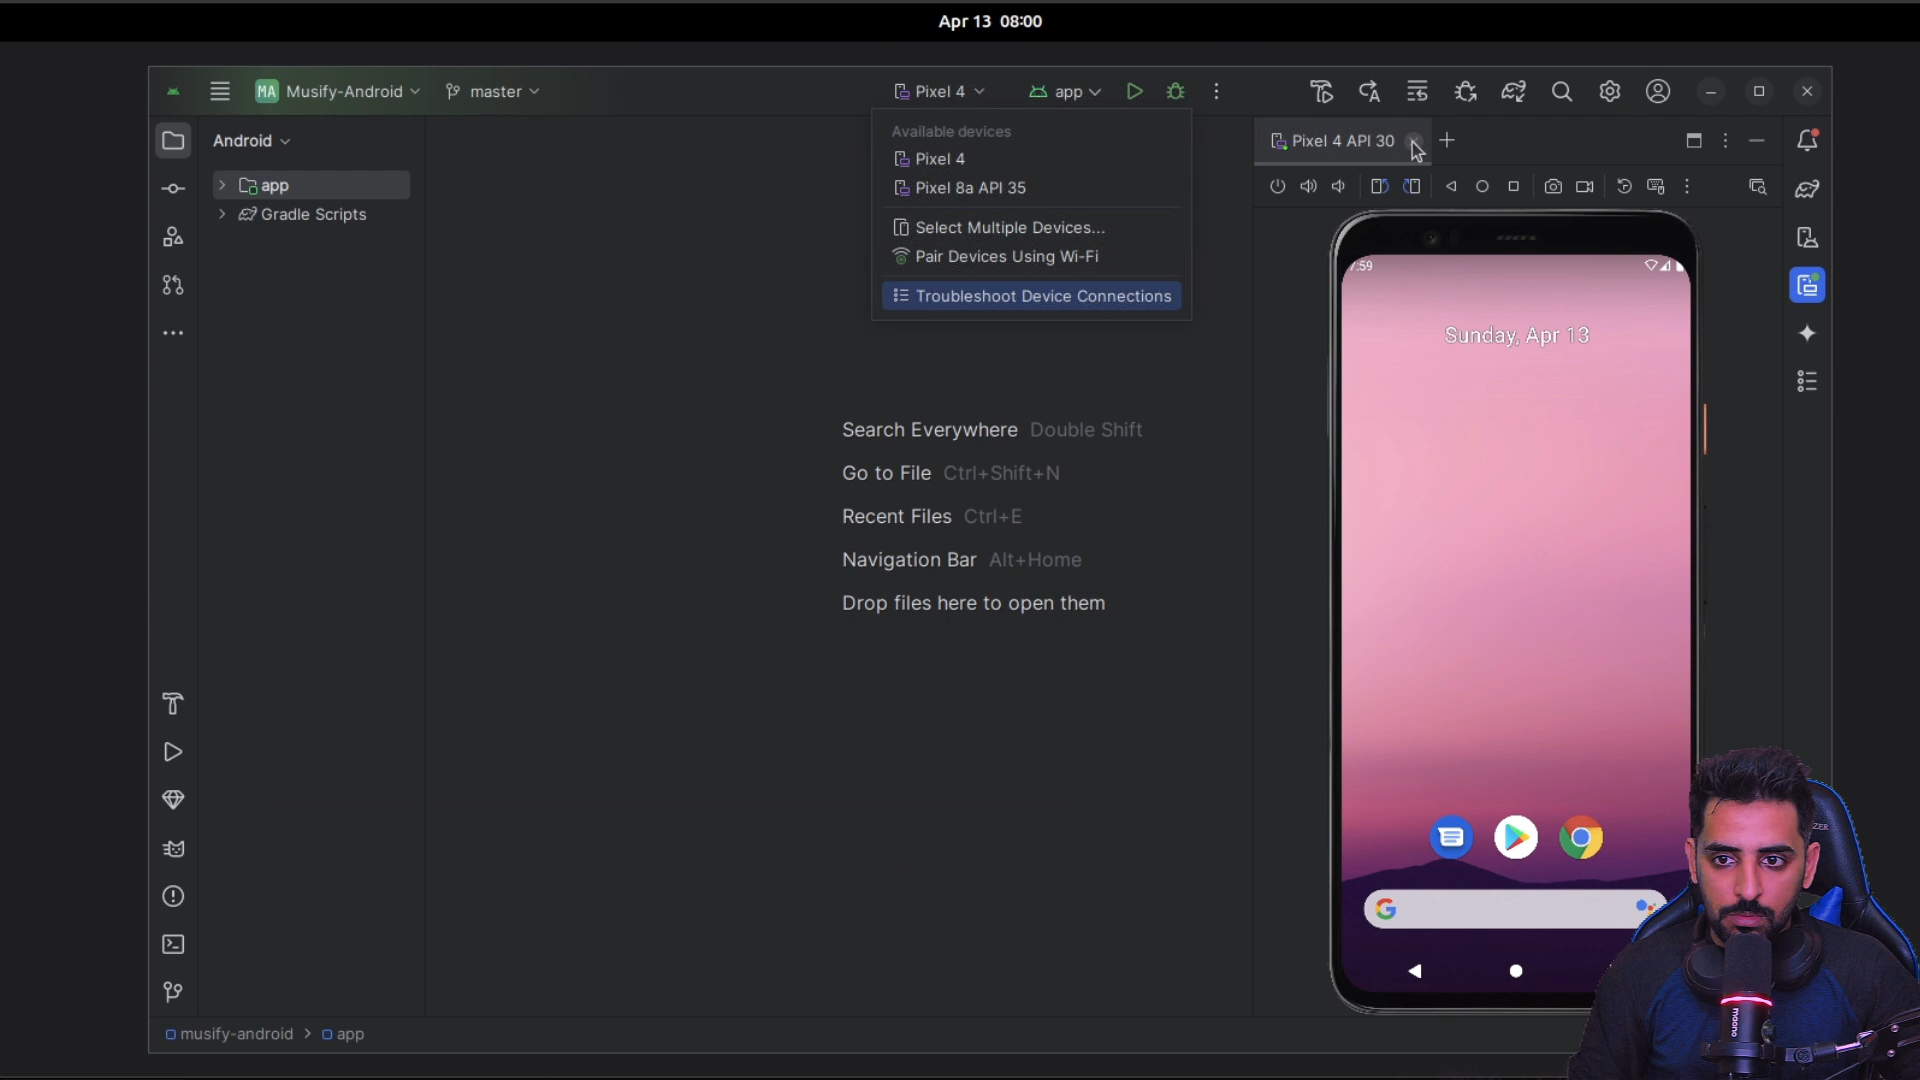 Apr 13 08:00
MA Musify-Android master Pixel 4 app
Android
app
Gradle Scripts
Available devices
Pixel 4
Pixel 8a API 35
Select Multiple Devices...
Pair Devices Using Wi-Fi
Troubleshoot Device Connections
Search Everywhere Double Shift
Go to File Ctrl+Shift+N
Recent Files Ctrl+E
Navigation Bar Alt+Home
Drop files here to open them
Pixel 4 API 30
7:59
Sunday, Apr 13
G
maono
musify-android > app